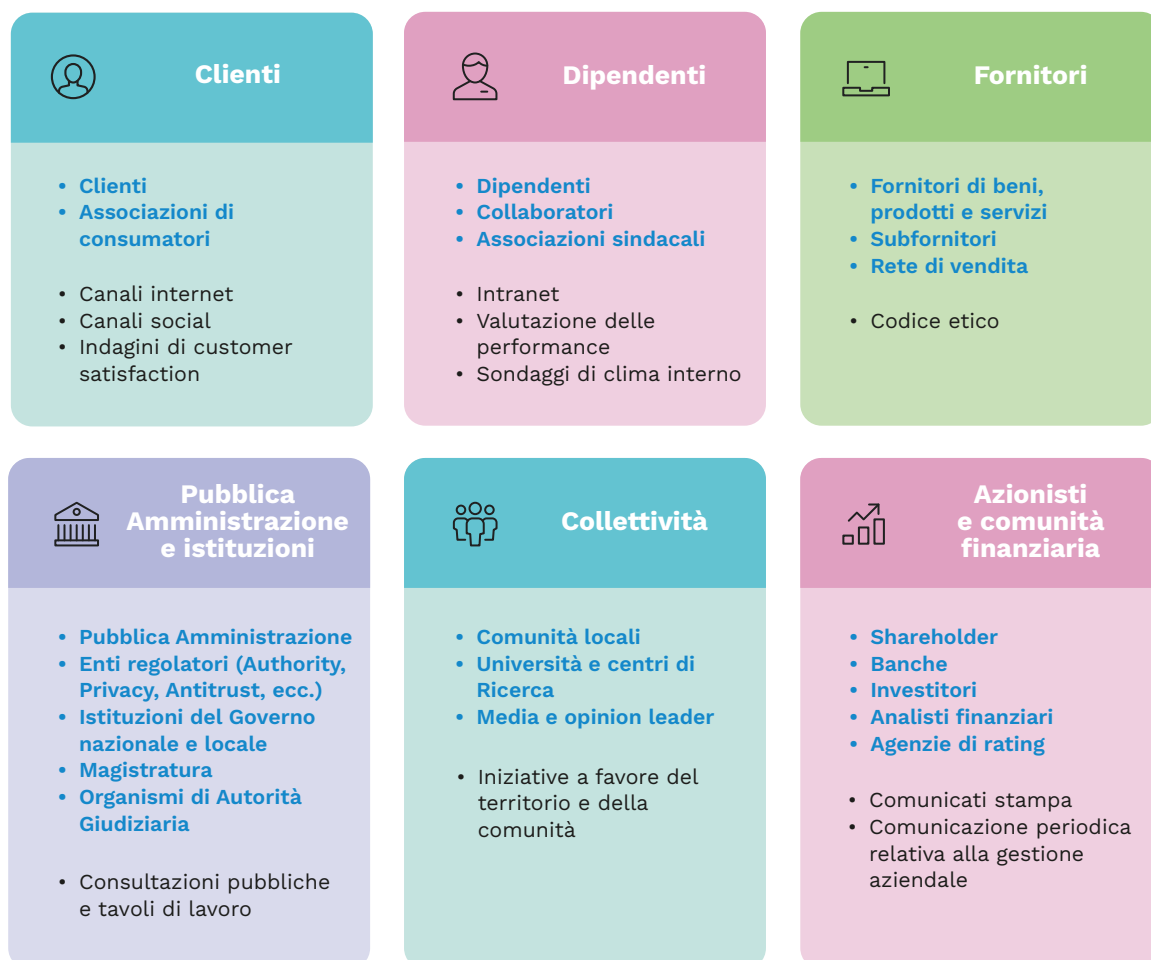 Clienti
• Clienti
• Associazioni di
consumatori
• Canali internet
• Canali social
• Indagini di customer
satisfaction
Dipendenti
• Dipendenti
• Collaboratori
• Associazioni sindacali
• Intranet
• Valutazione delle
performance
• Sondaggi di clima interno
Fornitori
• Fornitori di beni,
prodotti e servizi
• Subfornitori
• Rete di vendita
• Codice etico
Pubblica
Amministrazione
e istituzioni
• Pubblica Amministrazione
• Enti regolatori (Authority,
Privacy, Antitrust, ecc.)
• Istituzioni del Governo
nazionale e locale
• Magistratura
• Organismi di Autorità
Giudiziaria
• Consultazioni pubbliche
e tavoli di lavoro
Collettività
• Comunità locali
• Università e centri di
Ricerca
• Media e opinion leader
• Iniziative a favore del
territorio e della
comunità
Azionisti
e comunità
finanziaria
• Shareholder
• Banche
• Investitori
• Analisti finanziari
• Agenzie di rating
• Comunicati stampa
• Comunicazione periodica
relativa alla gestione
aziendale